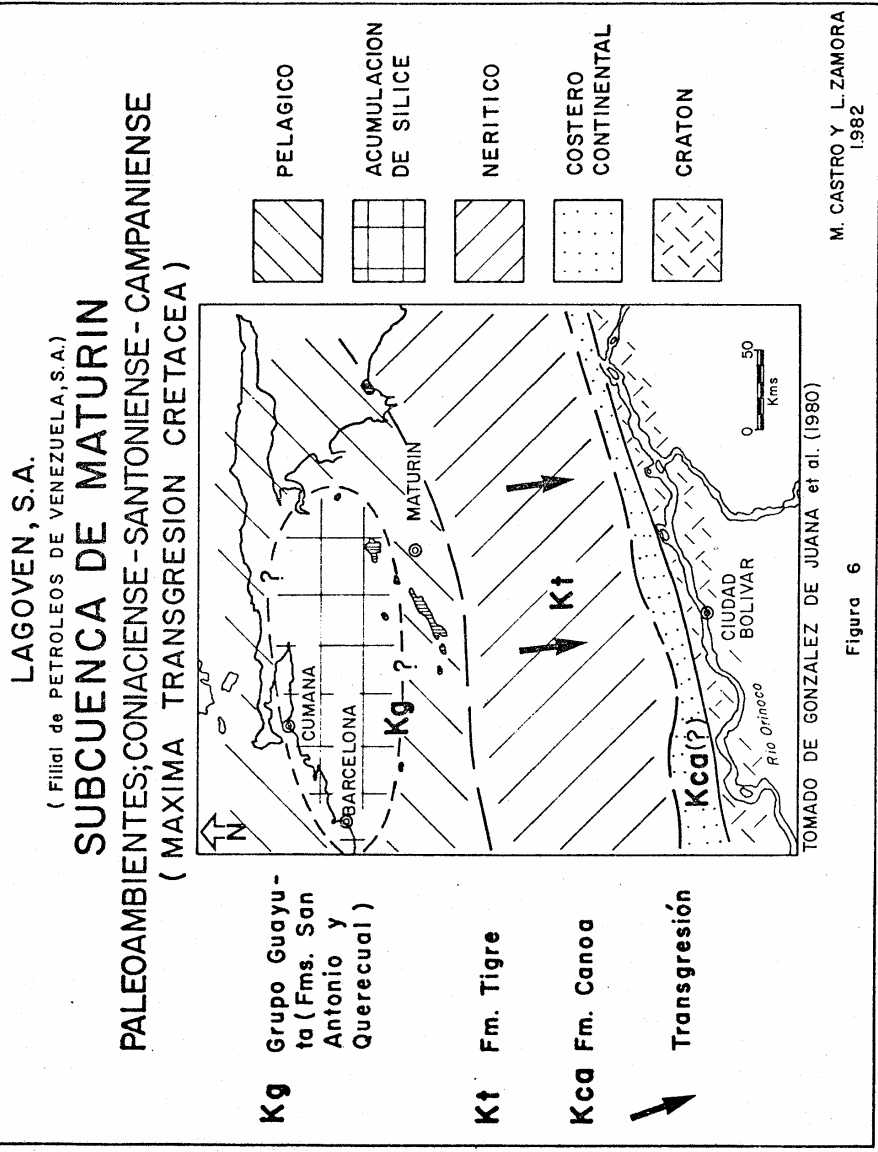 LAGOVEN, S.A.
( Filial de PETROLEOS DE VENEZUELA, S.A.)
SUBCUENCA DE MATURIN
PALEOAMBIENTES; CONIACIENSE - SANTONIENSE - CAMPANIENSE
( MAXIMA TRANSGRESION CRETACEA )
Kg Grupo Guayu-
ta ( Fms. San
Antonio y
Querecual )
Kt Fm. Tigre
Kca Fm. Canoa
Transgresión
N
?
CUMANA
BARCELONA
Kg
?
MATURIN
Kt
Kca(?)
CIUDAD
BOLIVAR
Rio Orinoco
0 50
Kms
PELAGICO
ACUMULACION
DE SILICE
NERITICO
COSTERO
CONTINENTAL
CRATON
TOMADO DE GONZALEZ DE JUANA et al. (1980)
M. CASTRO Y L. ZAMORA
1.982
Figura 6